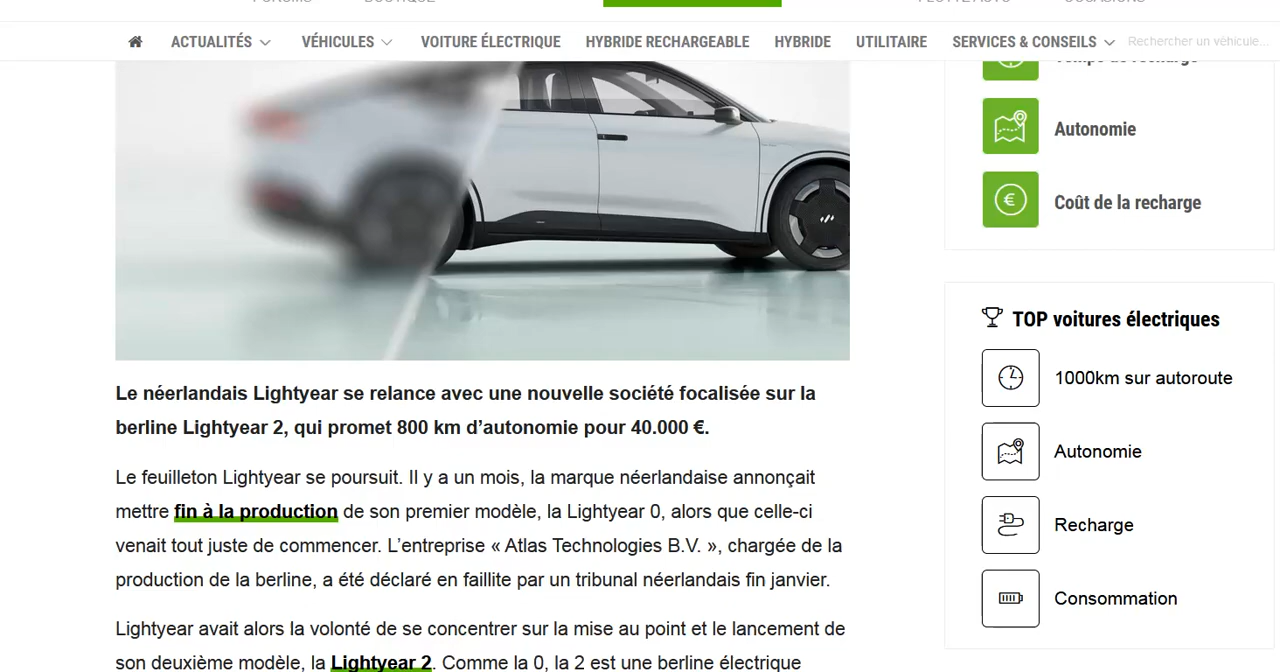 ACTUALITÉS
VÉHICULES
VOITURE ÉLECTRIQUE
HYBRIDE RECHARGEABLE
HYBRIDE
UTILITAIRE
SERVICES & CONSEILS
Rechercher un véhicule...
Autonomie
Coût de la recharge
TOP voitures électriques
1000km sur autoroute
Autonomie
Recharge
Consommation
Le néerlandais Lightyear se relance avec une nouvelle société focalisée sur la
berline Lightyear 2, qui promet 800 km d’autonomie pour 40.000 €.
Le feuilleton Lightyear se poursuit. Il y a un mois, la marque néerlandaise annonçait
mettre fin à la production de son premier modèle, la Lightyear 0, alors que celle-ci
venait tout juste de commencer. L’entreprise « Atlas Technologies B.V. », chargée de la
production de la berline, a été déclaré en faillite par un tribunal néerlandais fin janvier.
Lightyear avait alors la volonté de se concentrer sur la mise au point et le lancement de
son deuxième modèle, la Lightyear 2. Comme la 0, la 2 est une berline électrique